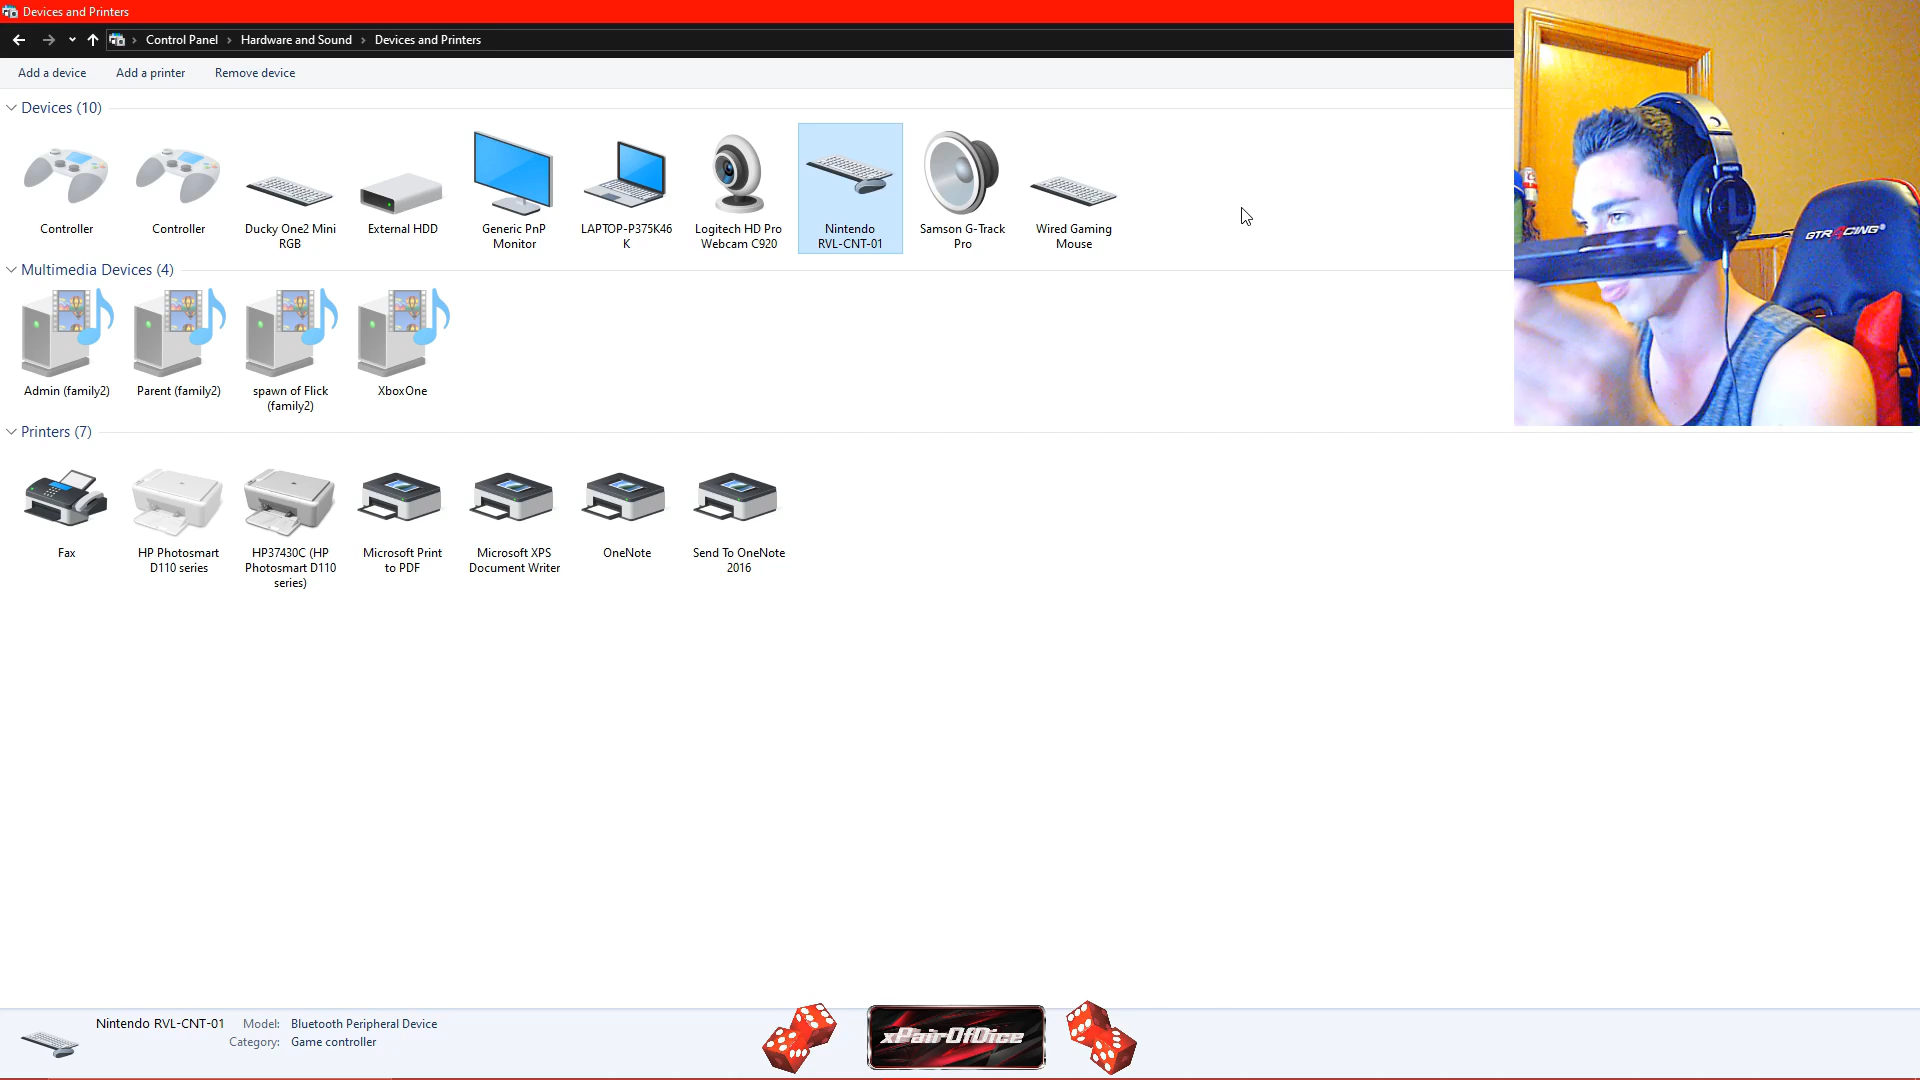 Devices and Printers
Control Panel > Hardware and Sound > Devices and Printers
Add a device Add a printer Remove device
Devices (10)
Controller
Controller
Ducky One2 Mini
RGB
External HDD
Generic PnP
Monitor
LAPTOP-P375K46
K
Logitech HD Pro
Webcam C920
Nintendo
RVL-CNT-01
Samson G-Track
Pro
Wired Gaming
Mouse
Multimedia Devices (4)
Admin (family2)
Parent (family2)
spawn of Flick
(family2)
XboxOne
Printers (7)
Fax
HP Photosmart
D110 series
HP37430C (HP
Photosmart D110
series)
Microsoft Print
to PDF
Microsoft XPS
Document Writer
OneNote
Send To OneNote
2016
Nintendo RVL-CNT-01 Model: Bluetooth Peripheral Device
Category: Game controller
xPairOfDice
GTRACING
PHILIPS